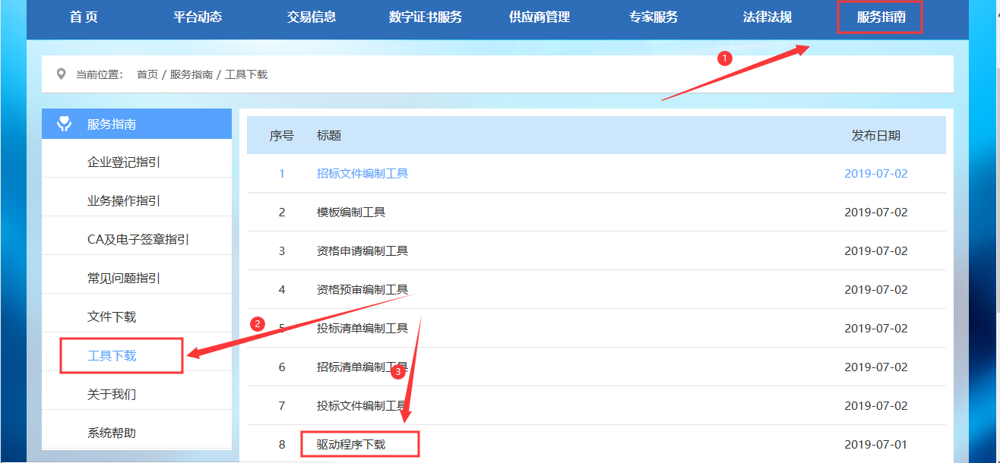 首 页 平台动态 交易信息 数字证书服务 供应商管理 专家服务 法律法规 服务指南
1
当前位置： 首页 / 服务指南 / 工具下载
服务指南
企业登记指引
业务操作指引
CA及电子签章指引
常见问题指引
文件下载
工具下载
关于我们
系统帮助
序号 标题 发布日期
1 招标文件编制工具 2019-07-02
2 模板编制工具 2019-07-02
3 资格申请编制工具 2019-07-02
4 资格预审编制工具 2019-07-02
2
5 投标清单编制工具 2019-07-02
6 招标清单编制工具 2019-07-02
3
7 投标文件编制工具 2019-07-02
8 驱动程序下载 2019-07-01